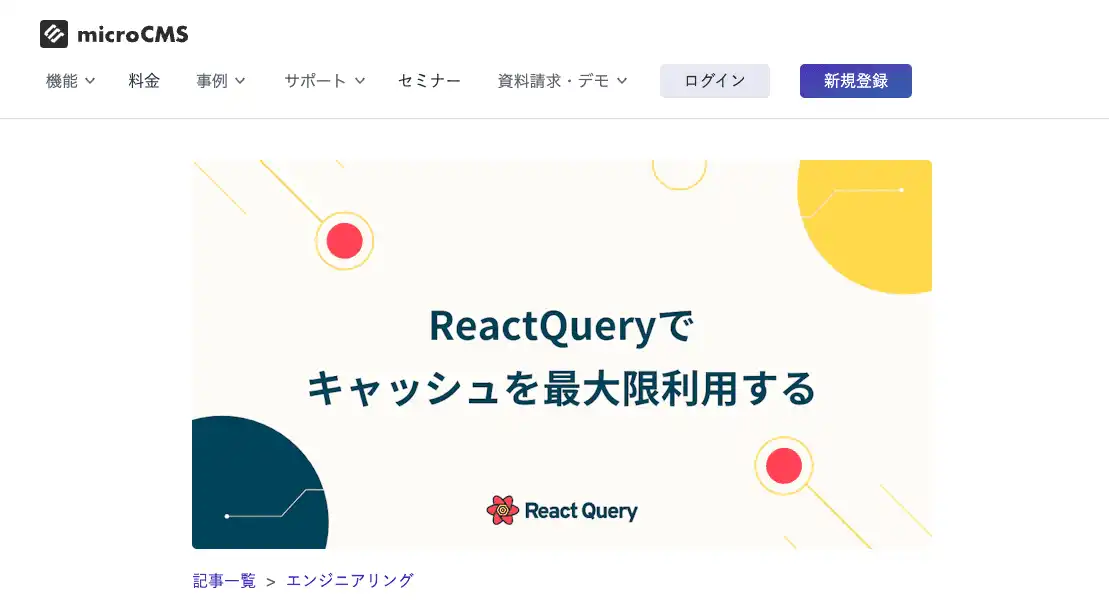 microCMS
機能 料金 事例 サポート セミナー 資料請求・デモ ログイン 新規登録
ReactQueryで
キャッシュを最大限利用する
React Query
記事一覧 > エンジニアリング